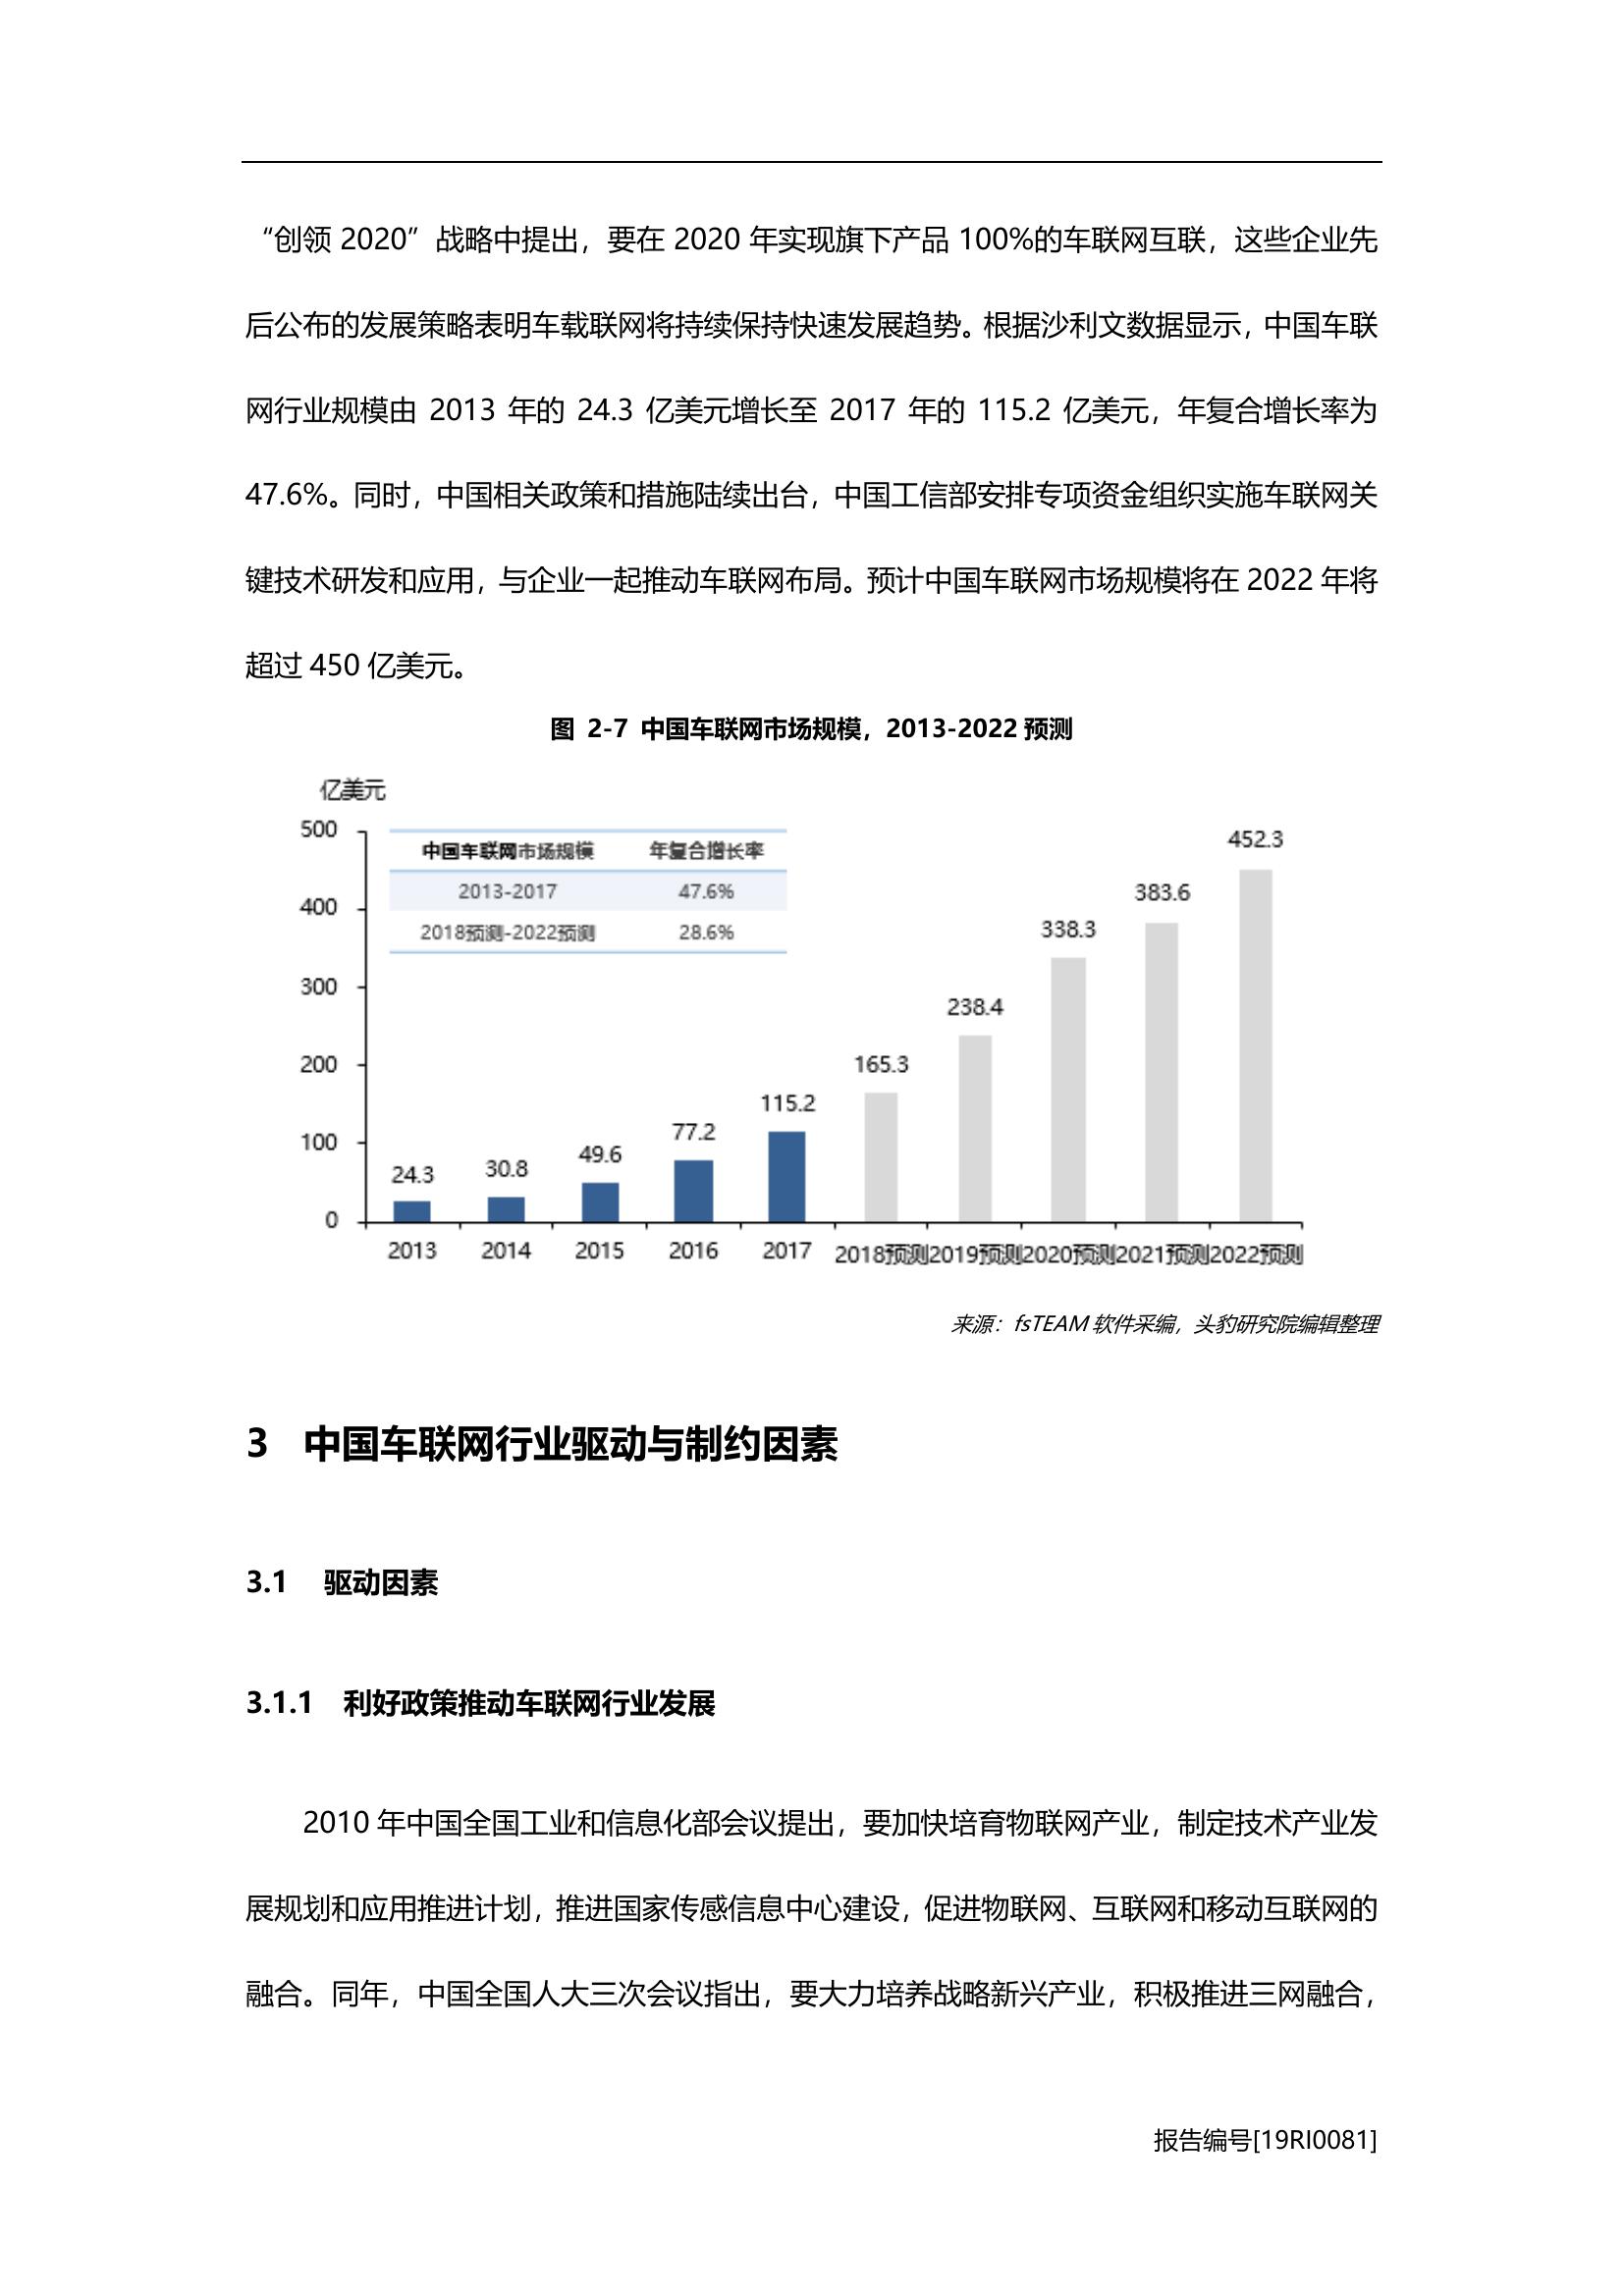 “创领 2020”战略中提出，要在 2020 年实现旗下产品 100%的车联网互联，这些企业先
后公布的发展策略表明车载联网将持续保持快速发展趋势。根据沙利文数据显示，中国车联
网行业规模由 2013 年的 24.3 亿美元增长至 2017 年的 115.2 亿美元，年复合增长率为
47.6%。同时，中国相关政策和措施陆续出台，中国工信部安排专项资金组织实施车联网关
键技术研发和应用，与企业一起推动车联网布局。预计中国车联网市场规模将在 2022 年将
超过 450 亿美元。
图 2-7 中国车联网市场规模，2013-2022 预测
亿美元
中国车联网市场规模 年复合增长率
2013-2017 47.6%
2018预测-2022预测 28.6%
500
400
300
200
100
0
24.3
30.8
49.6
77.2
115.2
165.3
238.4
338.3
383.6
452.3
2013 2014 2015 2016 2017 2018预测 2019预测 2020预测 2021预测 2022预测
来源：fsTEAM 软件采编，头豹研究院编辑整理
3 中国车联网行业驱动与制约因素
3.1 驱动因素
3.1.1 利好政策推动车联网行业发展
2010 年中国全国工业和信息化部会议提出，要加快培育物联网产业，制定技术产业发
展规划和应用推进计划，推进国家传感信息中心建设，促进物联网、互联网和移动互联网的
融合。同年，中国全国人大三次会议指出，要大力培养战略新兴产业，积极推进三网融合，
报告编号[19RI0081]